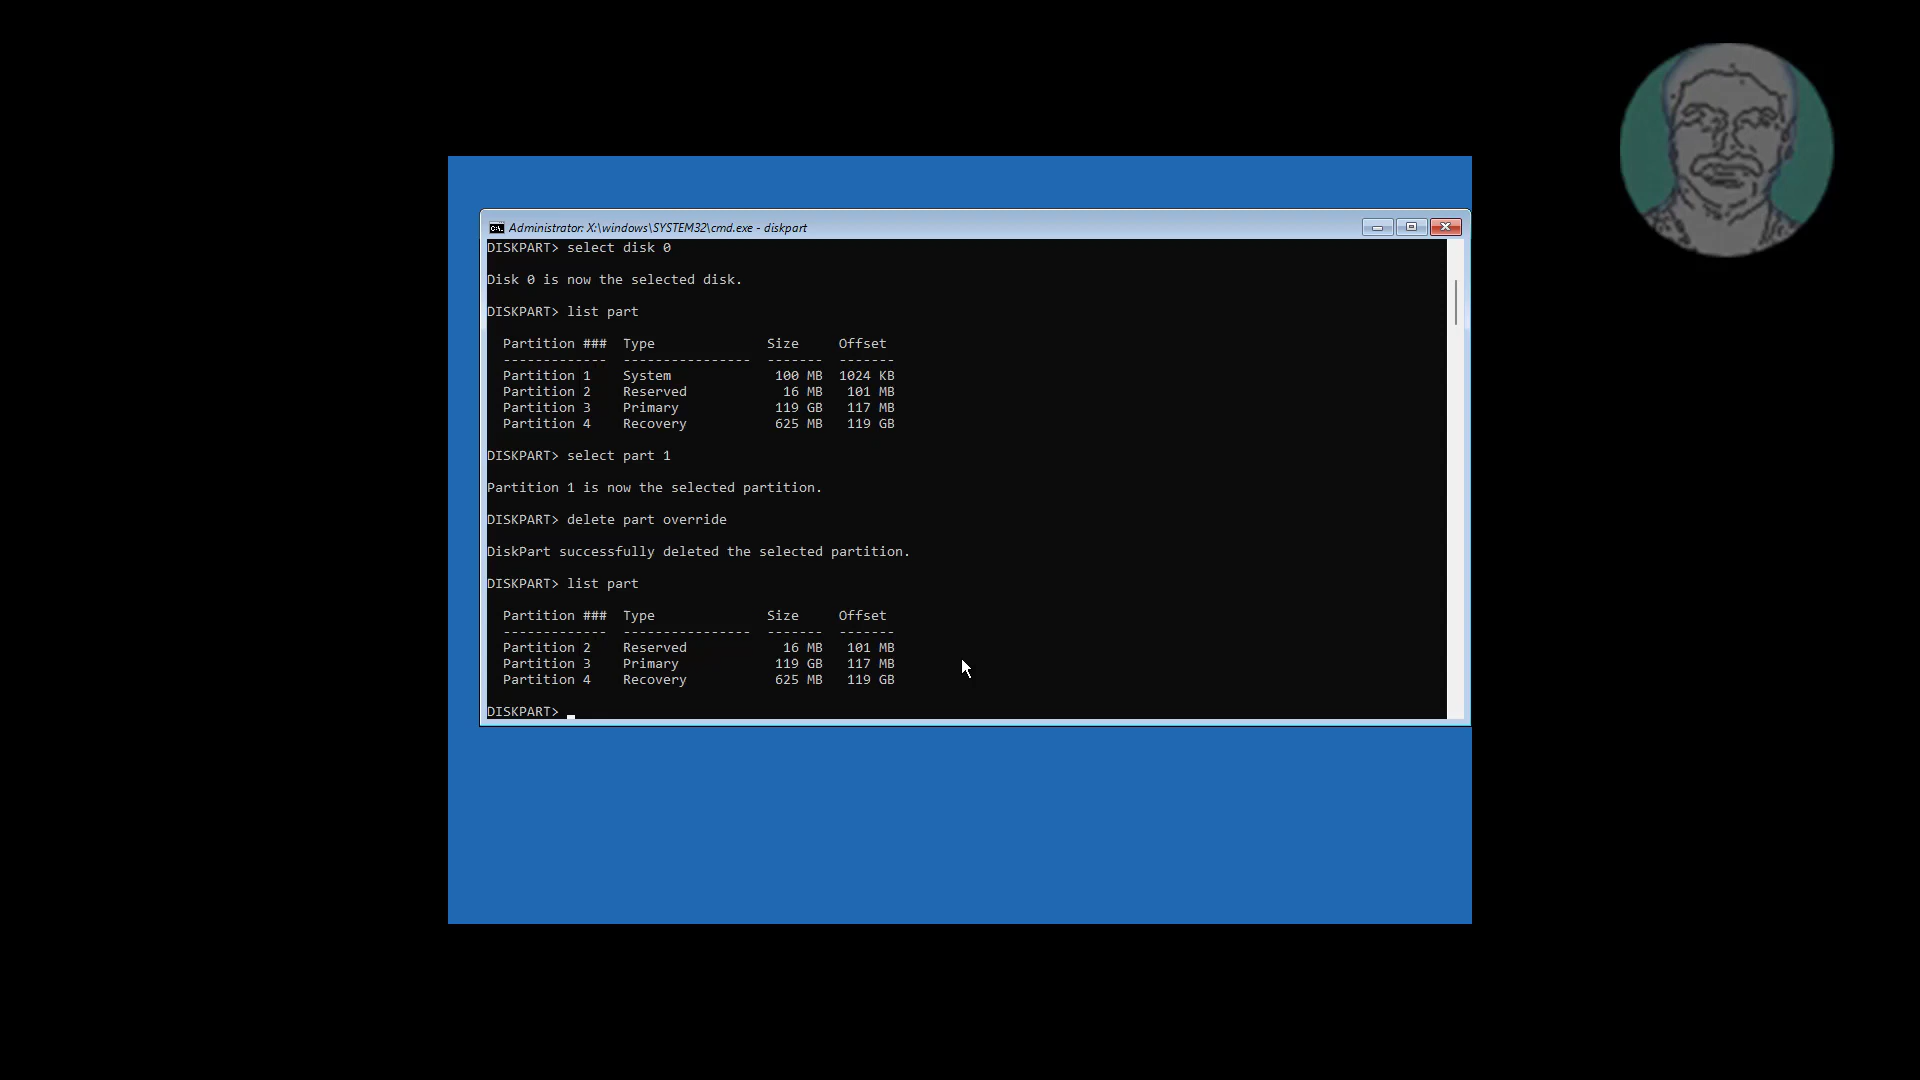 Administrator: X:\windows\SYSTEM32\cmd.exe - diskpart
DISKPART> select disk 0
Disk 0 is now the selected disk.
DISKPART> list part
Partition ###  Type              Size     Offset
-------------  ----------------  -------  -------
Partition 1    System             100 MB  1024 KB
Partition 2    Reserved            16 MB   101 MB
Partition 3    Primary            119 GB   117 MB
Partition 4    Recovery           625 MB   119 GB
DISKPART> select part 1
Partition 1 is now the selected partition.
DISKPART> delete part override
DiskPart successfully deleted the selected partition.
DISKPART> list part
Partition ###  Type              Size     Offset
-------------  ----------------  -------  -------
Partition 2    Reserved            16 MB   101 MB
Partition 3    Primary            119 GB   117 MB
Partition 4    Recovery           625 MB   119 GB
DISKPART>